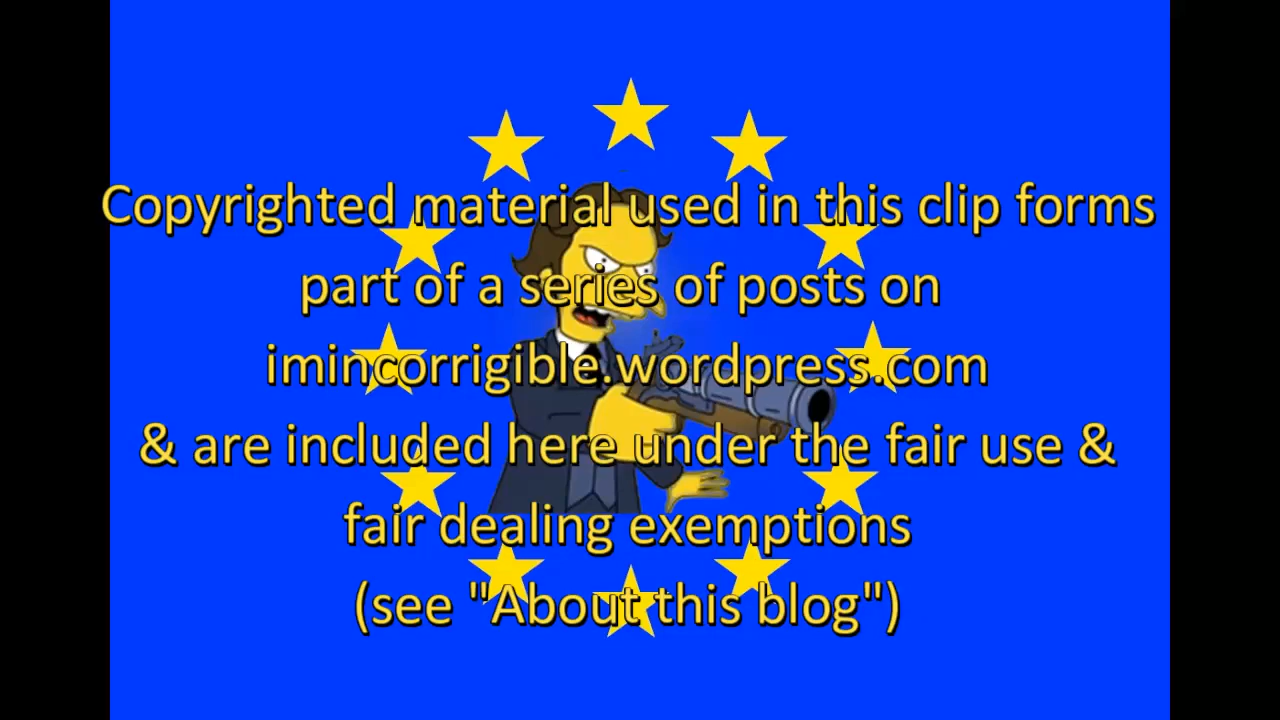 Copyrighted material used in this clip forms
part of a series of posts on
imincorrigible.wordpress.com
& are included here under the fair use &
fair dealing exemptions
(see "About this blog")